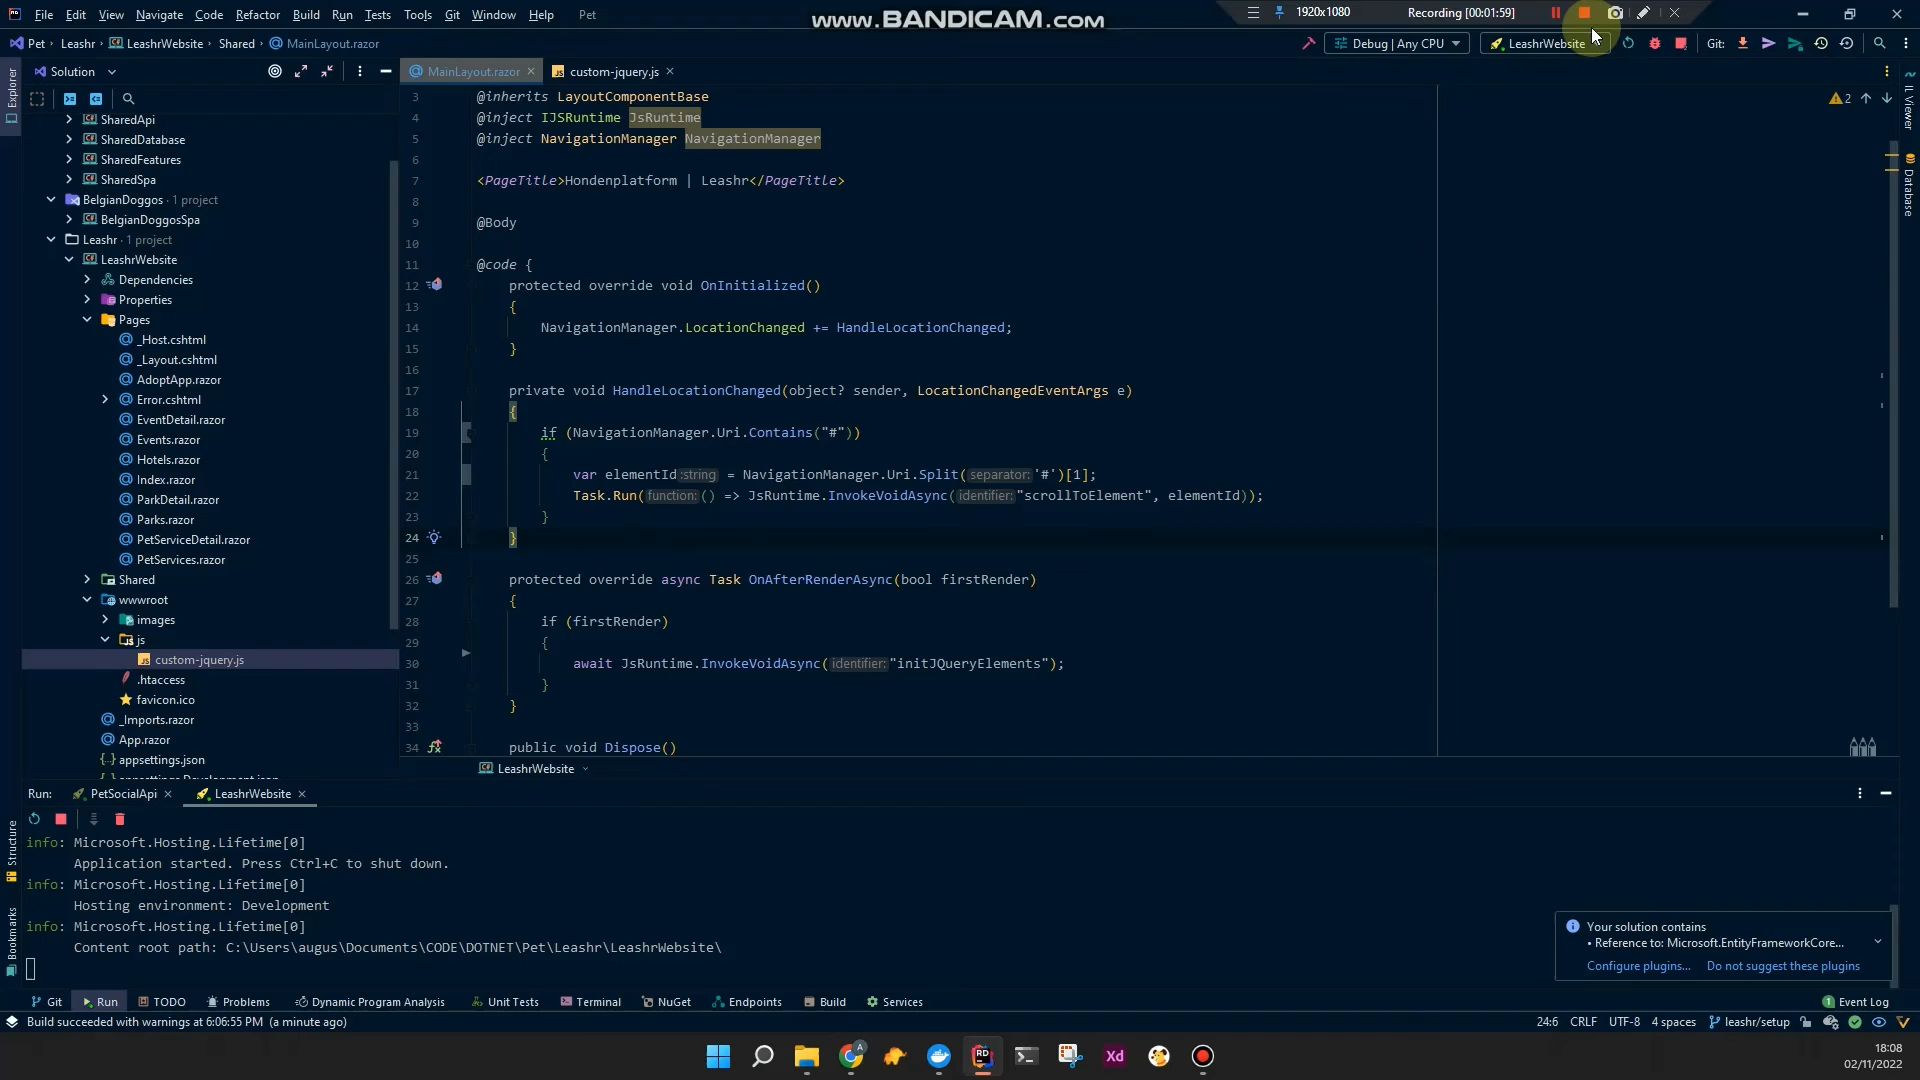 File Edit View Navigate Code Refactor Build Run Tests Tools Git Window Help Pet
www.BANDICAM.com
1920x1080 Recording [00:01:59]
Pet Leashr LeashrWebsite Shared MainLayout.razor
Debug | Any CPU LeashrWebsite Git:
Explorer
Solution
MainLayout.razor custom-jquery.js
SharedApi
SharedDatabase
SharedFeatures
SharedSpa
BelgianDoggos · 1 project
BelgianDoggosSpa
Leashr · 1 project
LeashrWebsite
Dependencies
Properties
Pages
_Host.cshtml
_Layout.cshtml
AdoptApp.razor
Error.cshtml
EventDetail.razor
Events.razor
Hotels.razor
Index.razor
ParkDetail.razor
Parks.razor
PetServiceDetail.razor
PetServices.razor
Shared
wwwroot
images
js
custom-jquery.js
.htaccess
favicon.ico
_Imports.razor
App.razor
appsettings.json
appsettings.Development.json
2
3 @inherits LayoutComponentBase
4 @inject IJSRuntime JsRuntime
5 @inject NavigationManager NavigationManager
6
7 <PageTitle>Hondenplatform | Leashr</PageTitle>
8
9 @Body
10
11 @code {
12 protected override void OnInitialized()
13 {
14 NavigationManager.LocationChanged += HandleLocationChanged;
15 }
16
17 private void HandleLocationChanged(object? sender, LocationChangedEventArgs e)
18 {
19 if (NavigationManager.Uri.Contains("#"))
20 {
21 var elementId:string = NavigationManager.Uri.Split(separator:'#')[1];
22 Task.Run(function:() => JsRuntime.InvokeVoidAsync(identifier:"scrollToElement", elementId));
23 }
24 }
25
26 protected override async Task OnAfterRenderAsync(bool firstRender)
27 {
28 if (firstRender)
29 {
30 await JsRuntime.InvokeVoidAsync(identifier:"initJQueryElements");
31 }
32 }
33
34 public void Dispose()
LeashrWebsite
IL Viewer
Database
Run: PetSocialApi LeashrWebsite
info: Microsoft.Hosting.Lifetime[0]
Application started. Press Ctrl+C to shut down.
info: Microsoft.Hosting.Lifetime[0]
Hosting environment: Development
info: Microsoft.Hosting.Lifetime[0]
Content root path: C:\Users\augus\Documents\CODE\DOTNET\Pet\Leashr\LeashrWebsite\
Structure
Bookmarks
Your solution contains
• Reference to: Microsoft.EntityFrameworkCore...
Configure plugins... Do not suggest these plugins
Git Run TODO Problems Dynamic Program Analysis Unit Tests Terminal NuGet Endpoints Build Services 1 Event Log
Build succeeded with warnings at 6:06:55 PM (a minute ago) 24:6 CRLF UTF-8 4 spaces leashr/setup
A RD Xd
18:08
02/11/2022